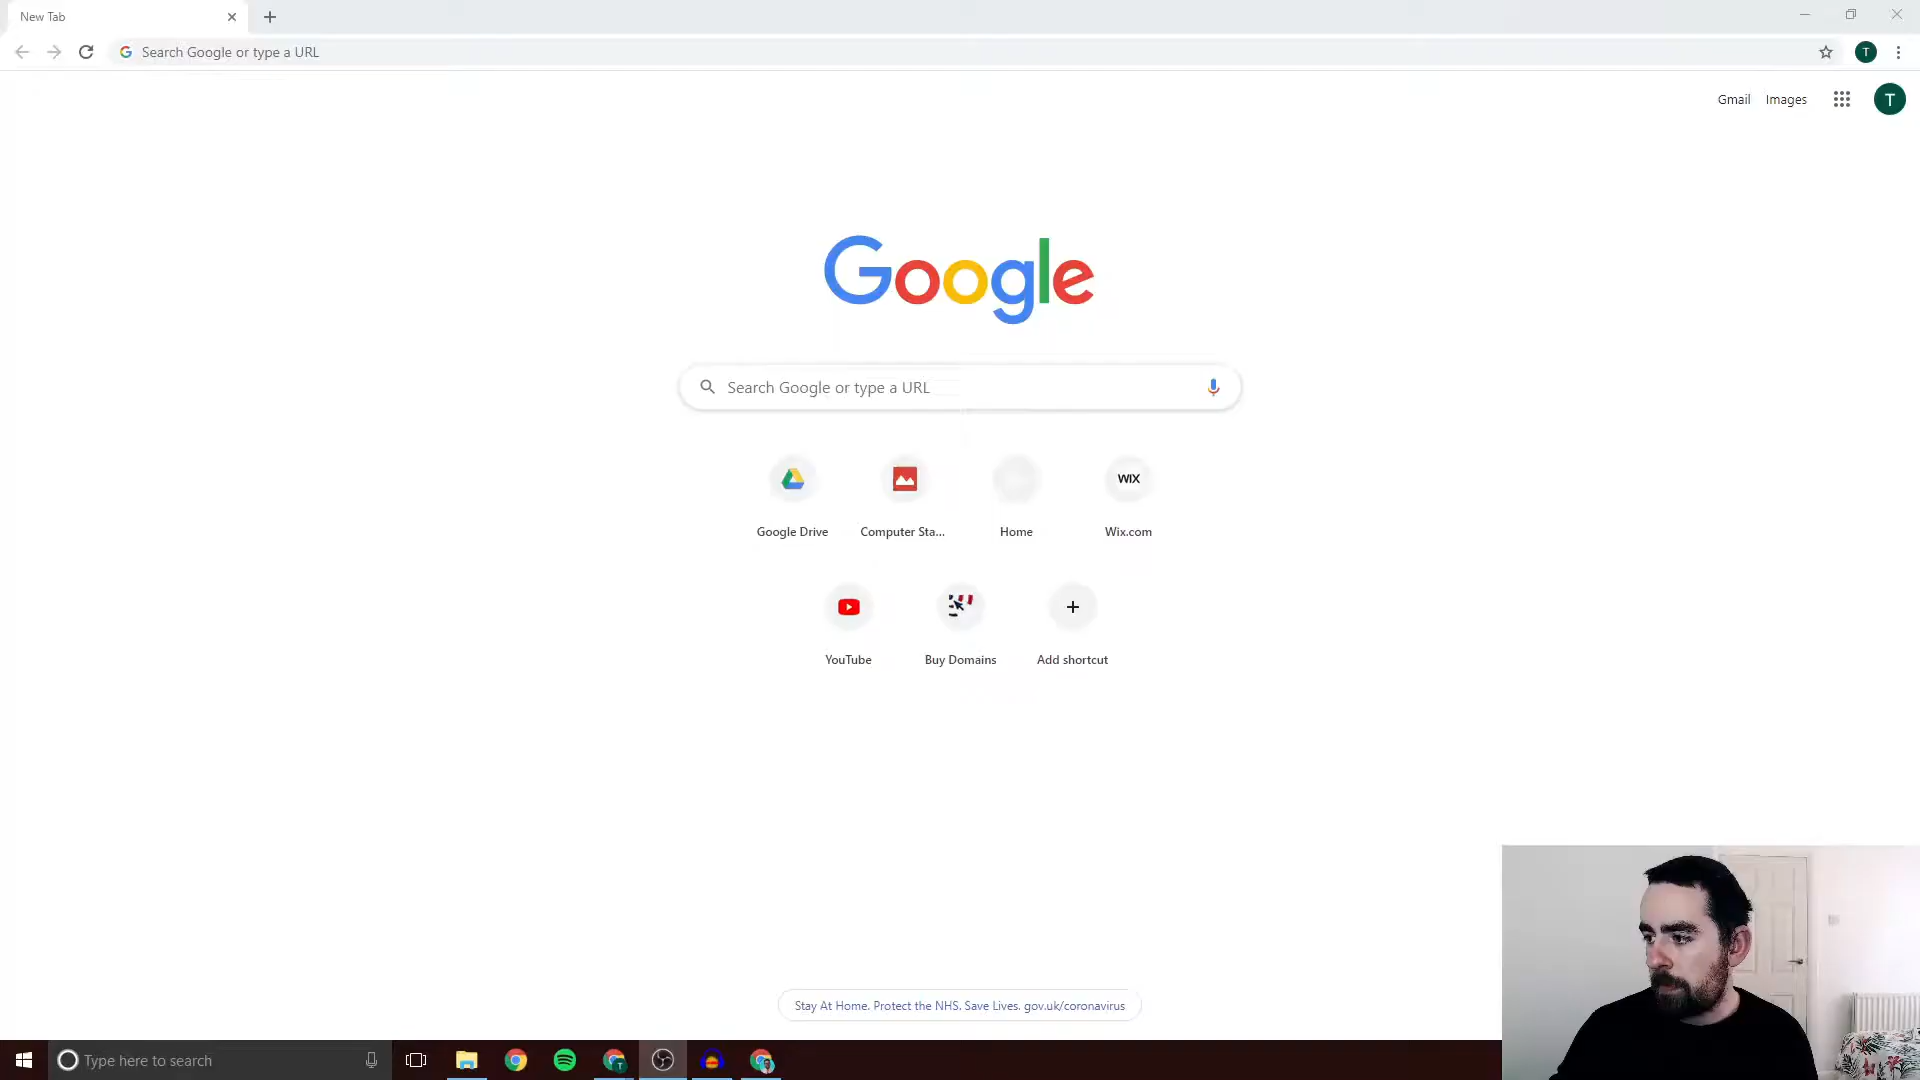 New Tab
Search Google or type a URL
T
Gmail Images T
Google
Search Google or type a URL
Google Drive Computer Sta... Home Wix.com
WIX
YouTube Buy Domains Add shortcut
Stay At Home. Protect the NHS. Save Lives. gov.uk/coronavirus
Type here to search
T